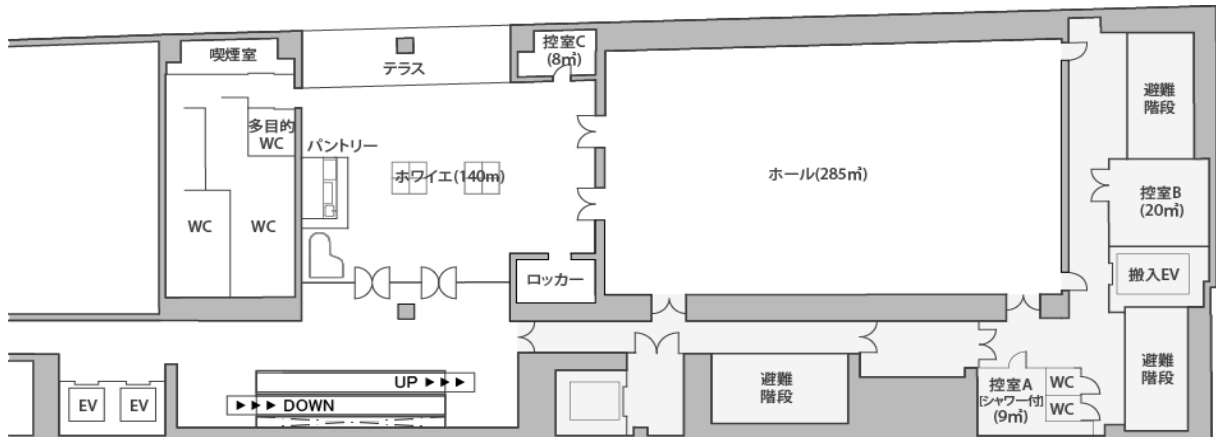 喫煙室
テラス
控室C
(8㎡)
避難
階段
多目的
WC
パントリー
ホワイエ(140m)
ホール(285㎡)
控室B
(20㎡)
WC
WC
ロッカー
搬入EV
UP ►►►
►►► DOWN
EV
EV
避難
階段
控室A
[シャワー付]
(9㎡)
WC
WC
避難
階段